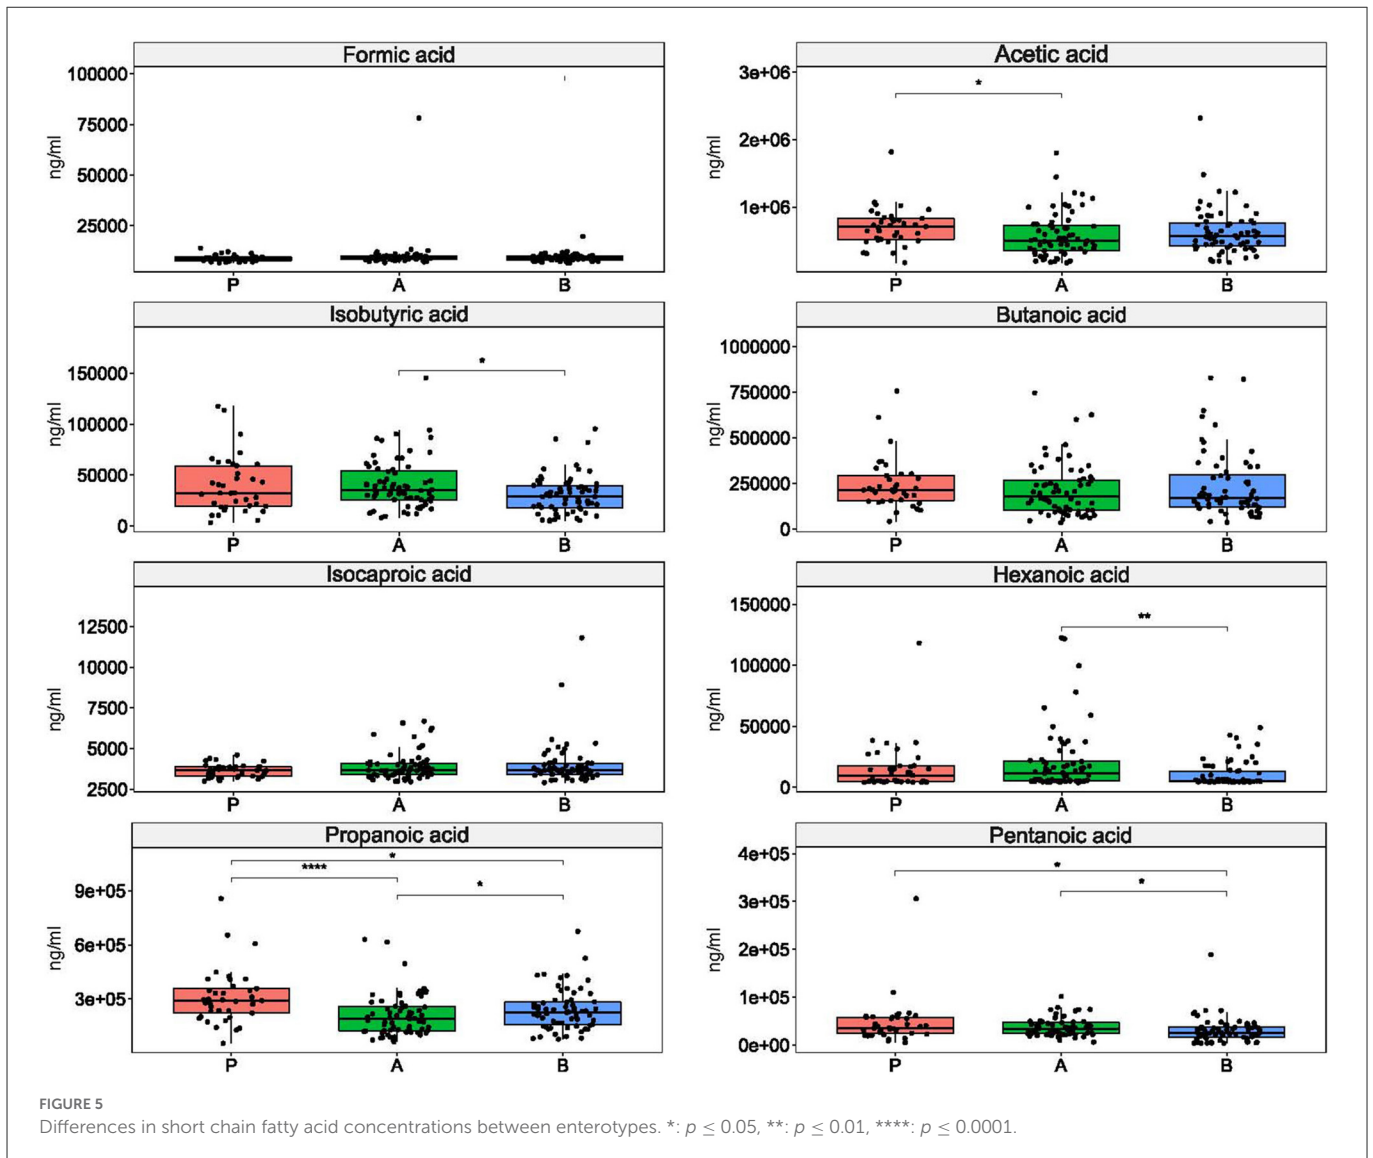 Formic acid
100000
75000
50000
25000
ng/ml
P A B
Acetic acid
3e+06
2e+06
1e+06
ng/ml
*
P A B
Isobutyric acid
150000
100000
50000
0
ng/ml
*
P A B
Butanoic acid
1000000
750000
500000
250000
0
ng/ml
P A B
Isocaproic acid
12500
10000
7500
5000
2500
ng/ml
P A B
Hexanoic acid
150000
100000
50000
0
ng/ml
**
P A B
Propanoic acid
9e+05
6e+05
3e+05
ng/ml
*
****
*
P A B
Pentanoic acid
4e+05
3e+05
2e+05
1e+05
0e+00
ng/ml
*
*
P A B
FIGURE 5
Differences in short chain fatty acid concentrations between enterotypes. *: p ≤ 0.05, **: p ≤ 0.01, ****: p ≤ 0.0001.